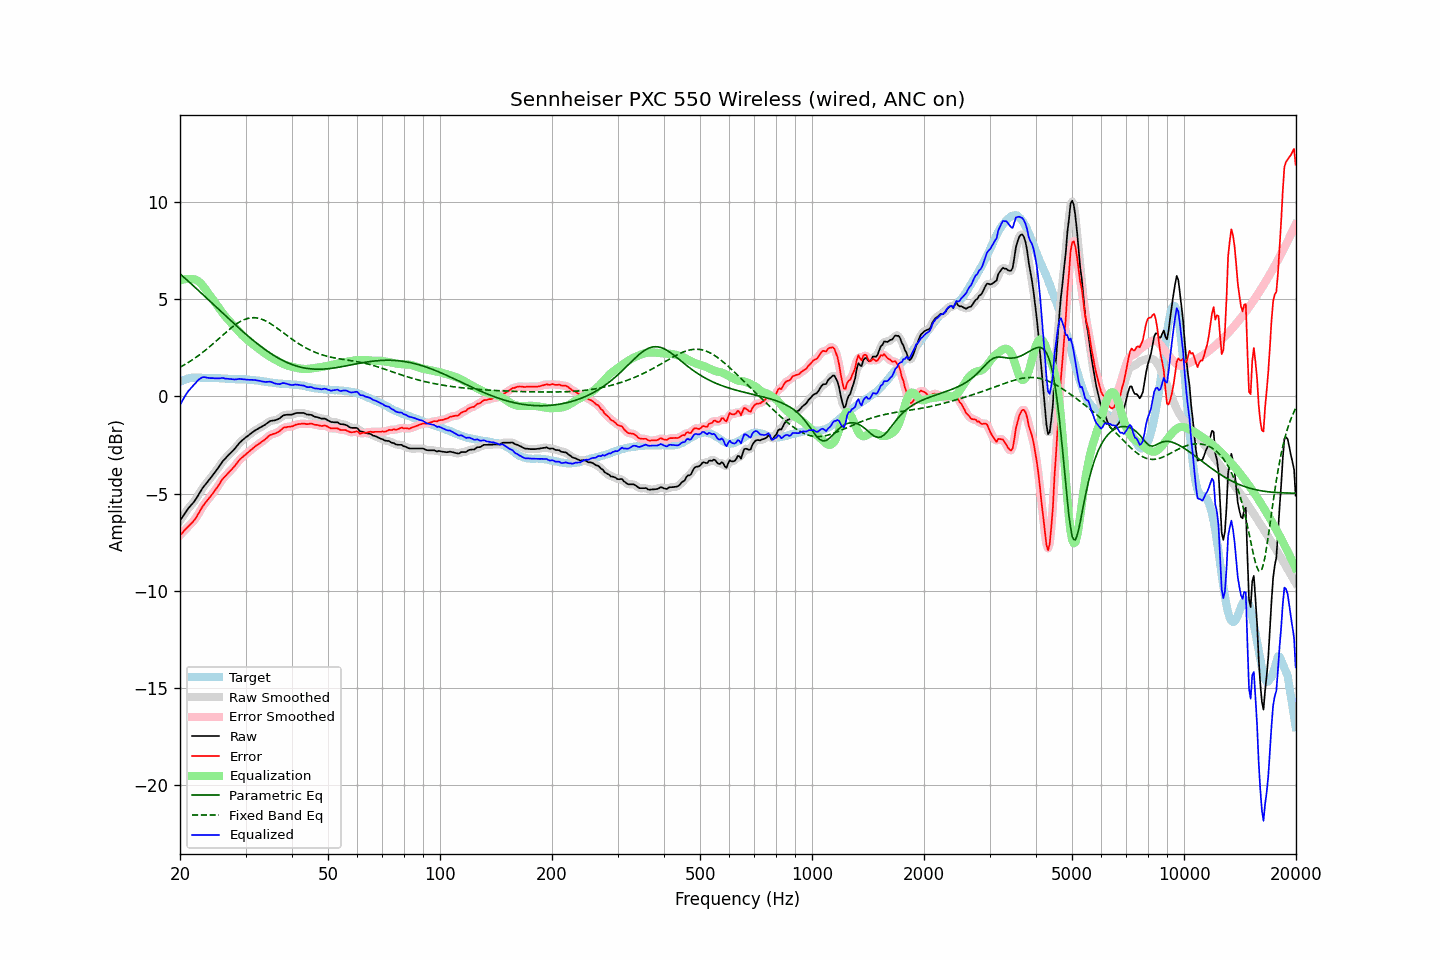 Sennheiser PXC 550 Wireless (wired, ANC on)
Amplitude (dBr)
10
5
0
−5
−10
−15
−20
Target
Raw Smoothed
Error Smoothed
Raw
Error
Equalization
Parametric Eq
Fixed Band Eq
Equalized
20 50 100 200 500 1000 2000 5000 10000 20000
Frequency (Hz)